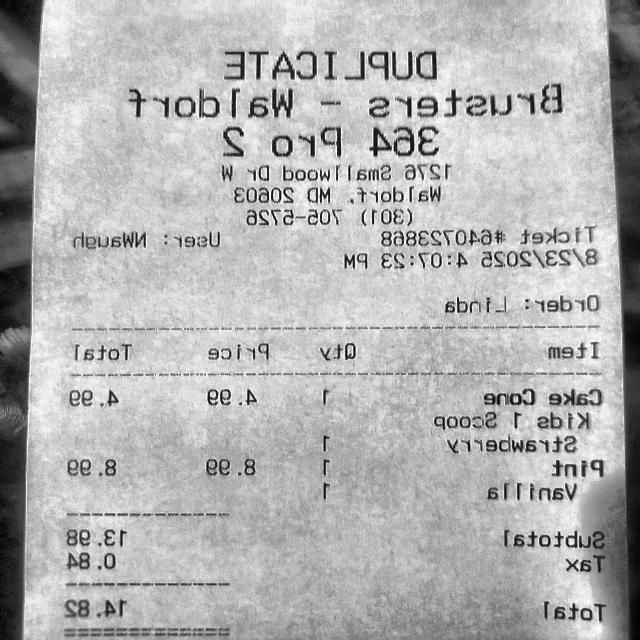 DUPLICATE
Brusters - Waldorf
364 Pro 2
1276 Smallwood Dr W
Waldorf, MD 20603
(301) 705-5726
Ticket #640723868 User: NWaugh
8/23/2025 4:07:23 PM
Order: Linda
Item Qty Price Total
Cake Cone 1 4.99 4.99
Kids 1 Scoop
Strawberry 1
Pint 1 8.99 8.99
Vanilla 1
Subtotal 13.98
Tax 0.84
Total 14.82